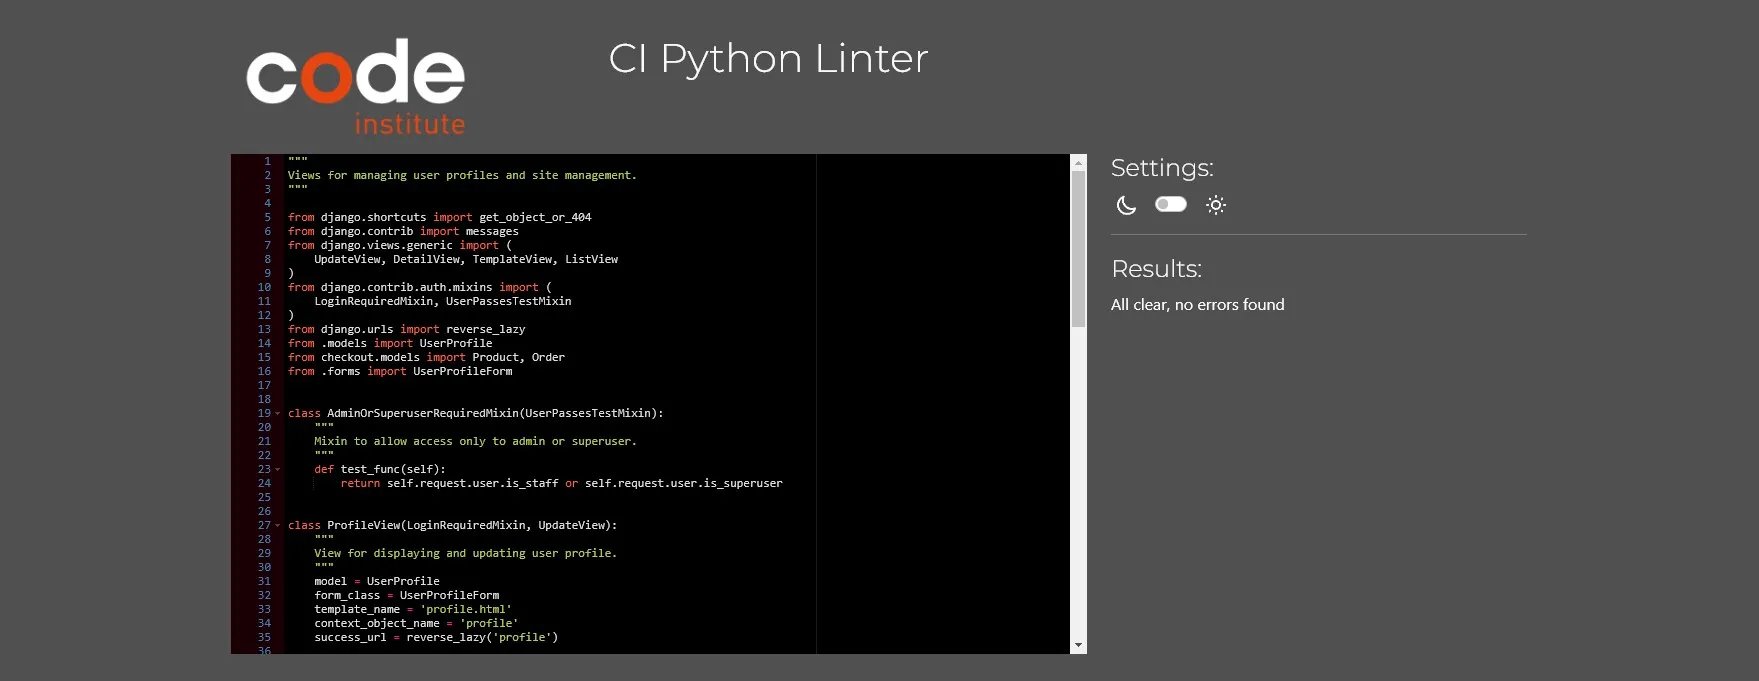 code
institute
CI Python Linter
1 """
2 Views for managing user profiles and site management.
3 """
4
5 from django.shortcuts import get_object_or_404
6 from django.contrib import messages
7 from django.views.generic import (
8     UpdateView, DetailView, TemplateView, ListView
9 )
10 from django.contrib.auth.mixins import (
11     LoginRequiredMixin, UserPassesTestMixin
12 )
13 from django.urls import reverse_lazy
14 from .models import UserProfile
15 from checkout.models import Product, Order
16 from .forms import UserProfileForm
17
18
19 class AdminOrSuperuserRequiredMixin(UserPassesTestMixin):
20     """
21     Mixin to allow access only to admin or superuser.
22     """
23     def test_func(self):
24         return self.request.user.is_staff or self.request.user.is_superuser
25
26
27 class ProfileView(LoginRequiredMixin, UpdateView):
28     """
29     View for displaying and updating user profile.
30     """
31     model = UserProfile
32     form_class = UserProfileForm
33     template_name = 'profile.html'
34     context_object_name = 'profile'
35     success_url = reverse_lazy('profile')
36
Settings:
Results:
All clear, no errors found